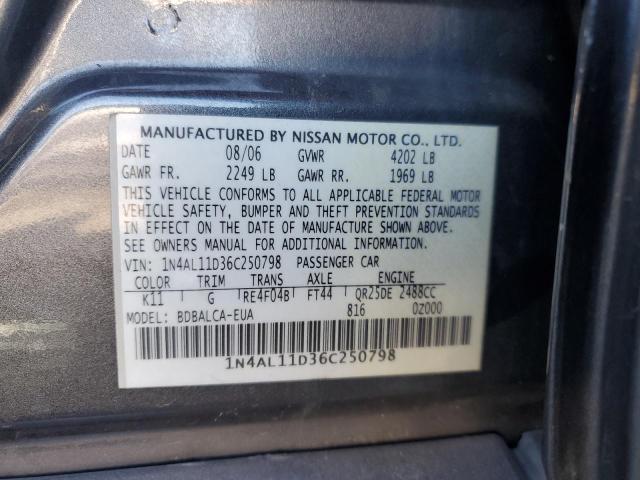 MANUFACTURED BY NISSAN MOTOR CO., LTD.
DATE 08/06 GVWR 4202 LB
GAWR FR. 2249 LB GAWR RR. 1969 LB
THIS VEHICLE CONFORMS TO ALL APPLICABLE FEDERAL MOTOR
VEHICLE SAFETY, BUMPER AND THEFT PREVENTION STANDARDS
IN EFFECT ON THE DATE OF MANUFACTURE SHOWN ABOVE.
SEE OWNERS MANUAL FOR ADDITIONAL INFORMATION.
VIN: 1N4AL11D36C250798 PASSENGER CAR
COLOR TRIM TRANS AXLE ENGINE
K11 G RE4F04B FT44 QR25DE 2488CC
MODEL: BDBALCA-EUA 816 0Z000
1N4AL11D36C250798